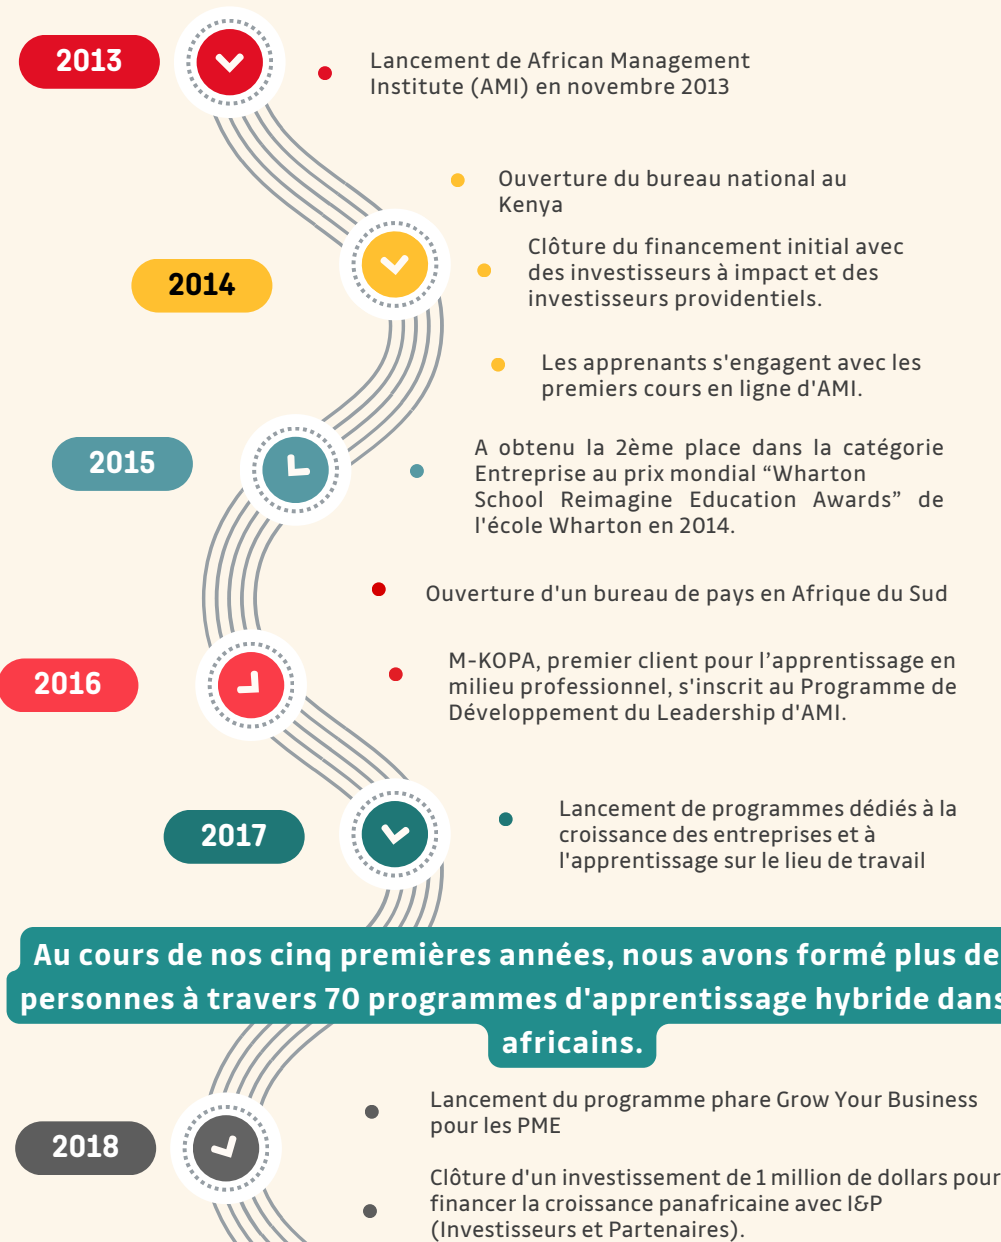 2013
Lancement de African Management
Institute (AMI) en novembre 2013
Ouverture du bureau national au
Kenya
2014
Clôture du financement initial avec
des investisseurs à impact et des
investisseurs providentiels.
Les apprenants s'engagent avec les
premiers cours en ligne d'AMI.
2015
A obtenu la 2ème place dans la catégorie
Entreprise au prix mondial “Wharton
School Reimagine Education Awards” de
l'école Wharton en 2014.
Ouverture d'un bureau de pays en Afrique du Sud
2016
M-KOPA, premier client pour l’apprentissage en
milieu professionnel, s'inscrit au Programme de
Développement du Leadership d'AMI.
2017
Lancement de programmes dédiés à la
croissance des entreprises et à
l'apprentissage sur le lieu de travail
Au cours de nos cinq premières années, nous avons formé plus de
personnes à travers 70 programmes d'apprentissage hybride dans
africains.
2018
Lancement du programme phare Grow Your Business
pour les PME
Clôture d'un investissement de 1 million de dollars pour
financer la croissance panafricaine avec I&P
(Investisseurs et Partenaires).